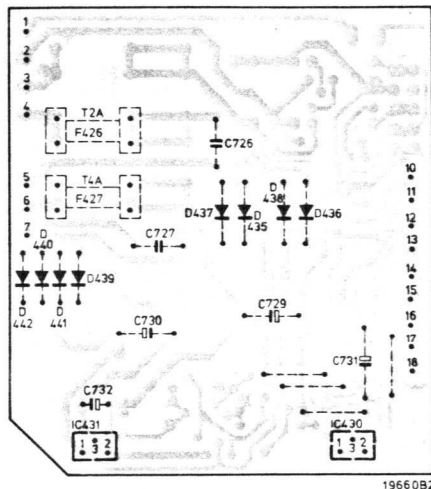 1
2
3
4
T2A
F426
C726
5
T4A
6
F427
7
10
11
12
13
14
15
16
17
18
D437
D
435
D
438
D436
D
440
C727
D439
D
442
D
441
C729
C730
C731
C732
IC431
1 3 2
IC430
1 3 2
19660B2